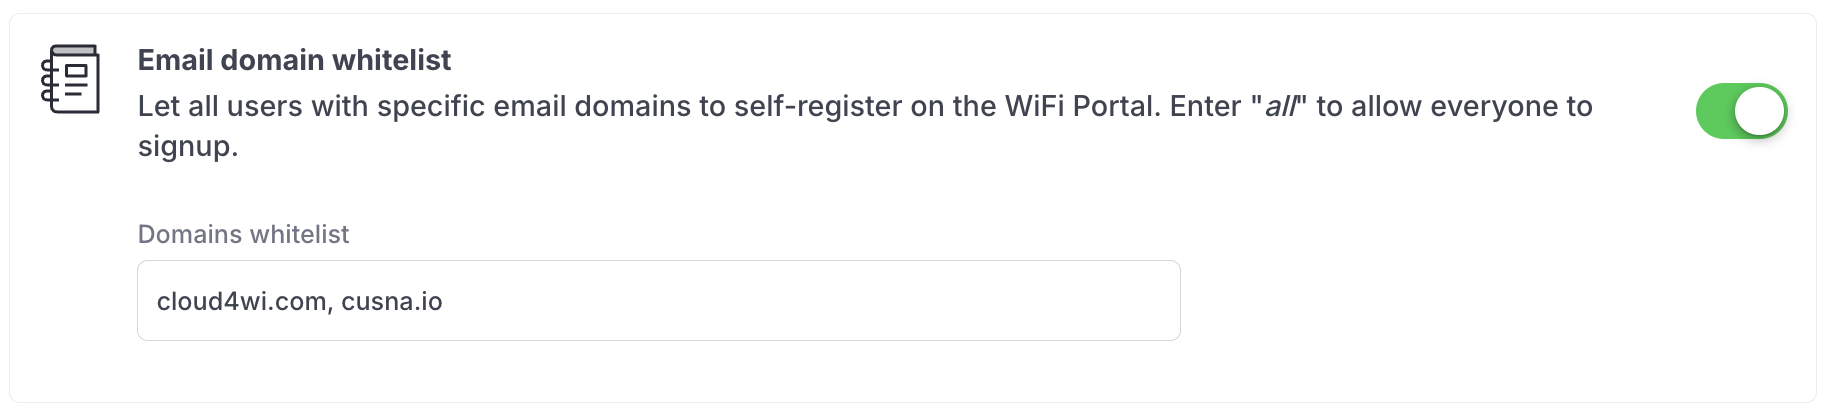 Email domain whitelist
Let all users with specific email domains to self-register on the WiFi Portal. Enter "all" to allow everyone to
signup.
Domains whitelist
cloud4wi.com, cusna.io